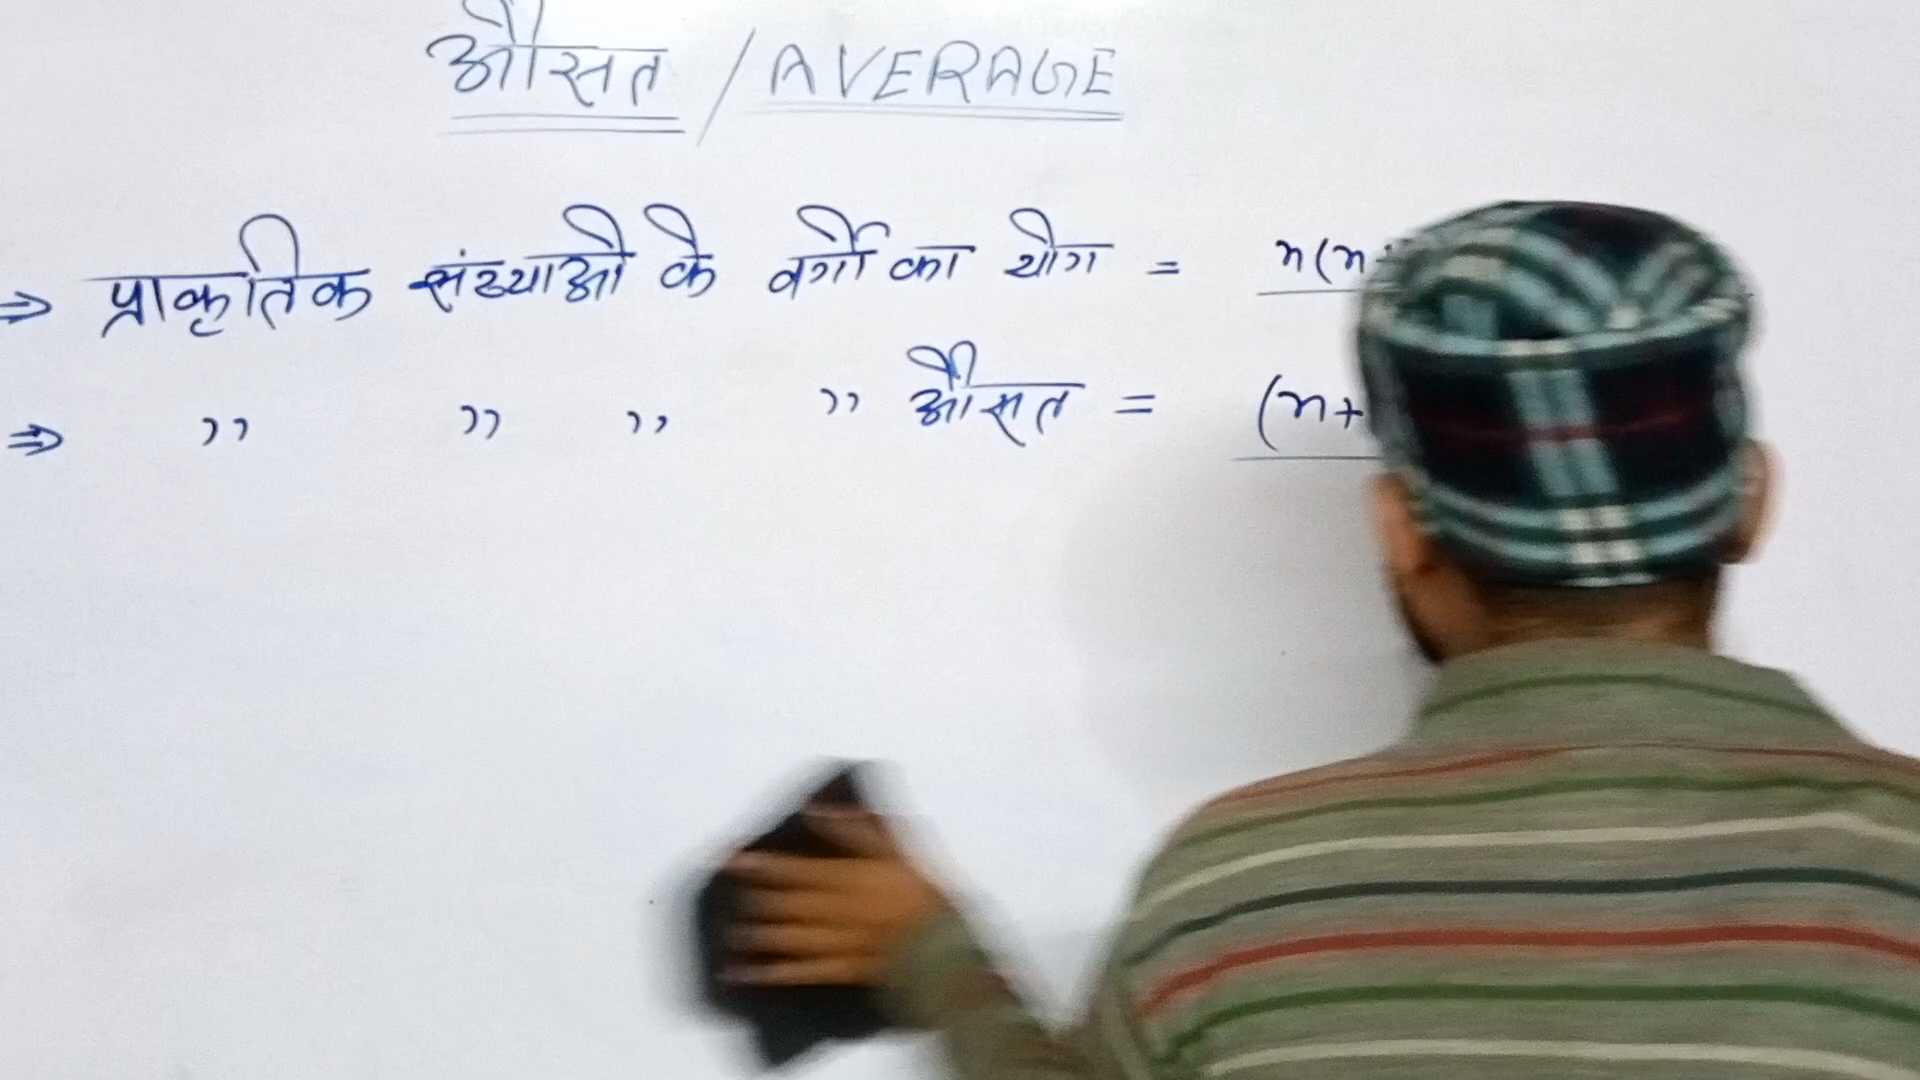 औसत / AVERAGE
⇒ प्राकृतिक संख्याओं के वर्गों का योग = n(n+
⇒ ,, ,, ,, ,, औसत = (n+